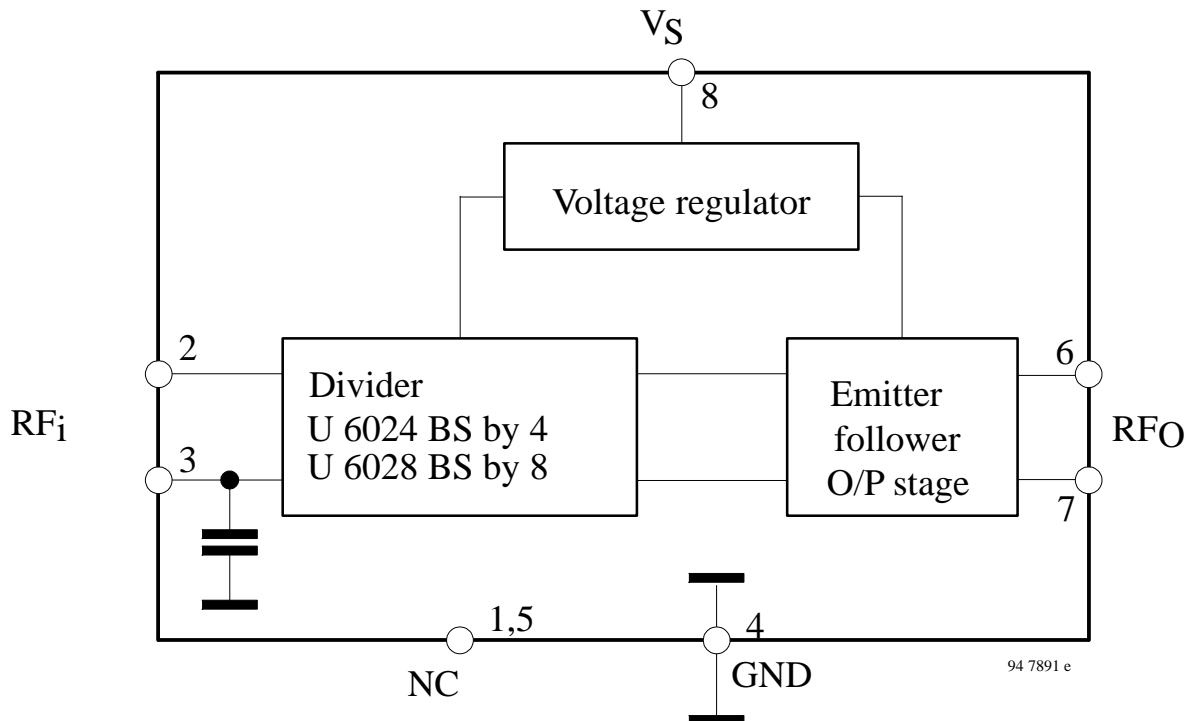 VS
8
Voltage regulator
2
6
RFi
Divider
U 6024 BS by 4
U 6028 BS by 8
Emitter
follower
O/P stage
RFO
3
7
1,5
4
NC
GND
94 7891 e